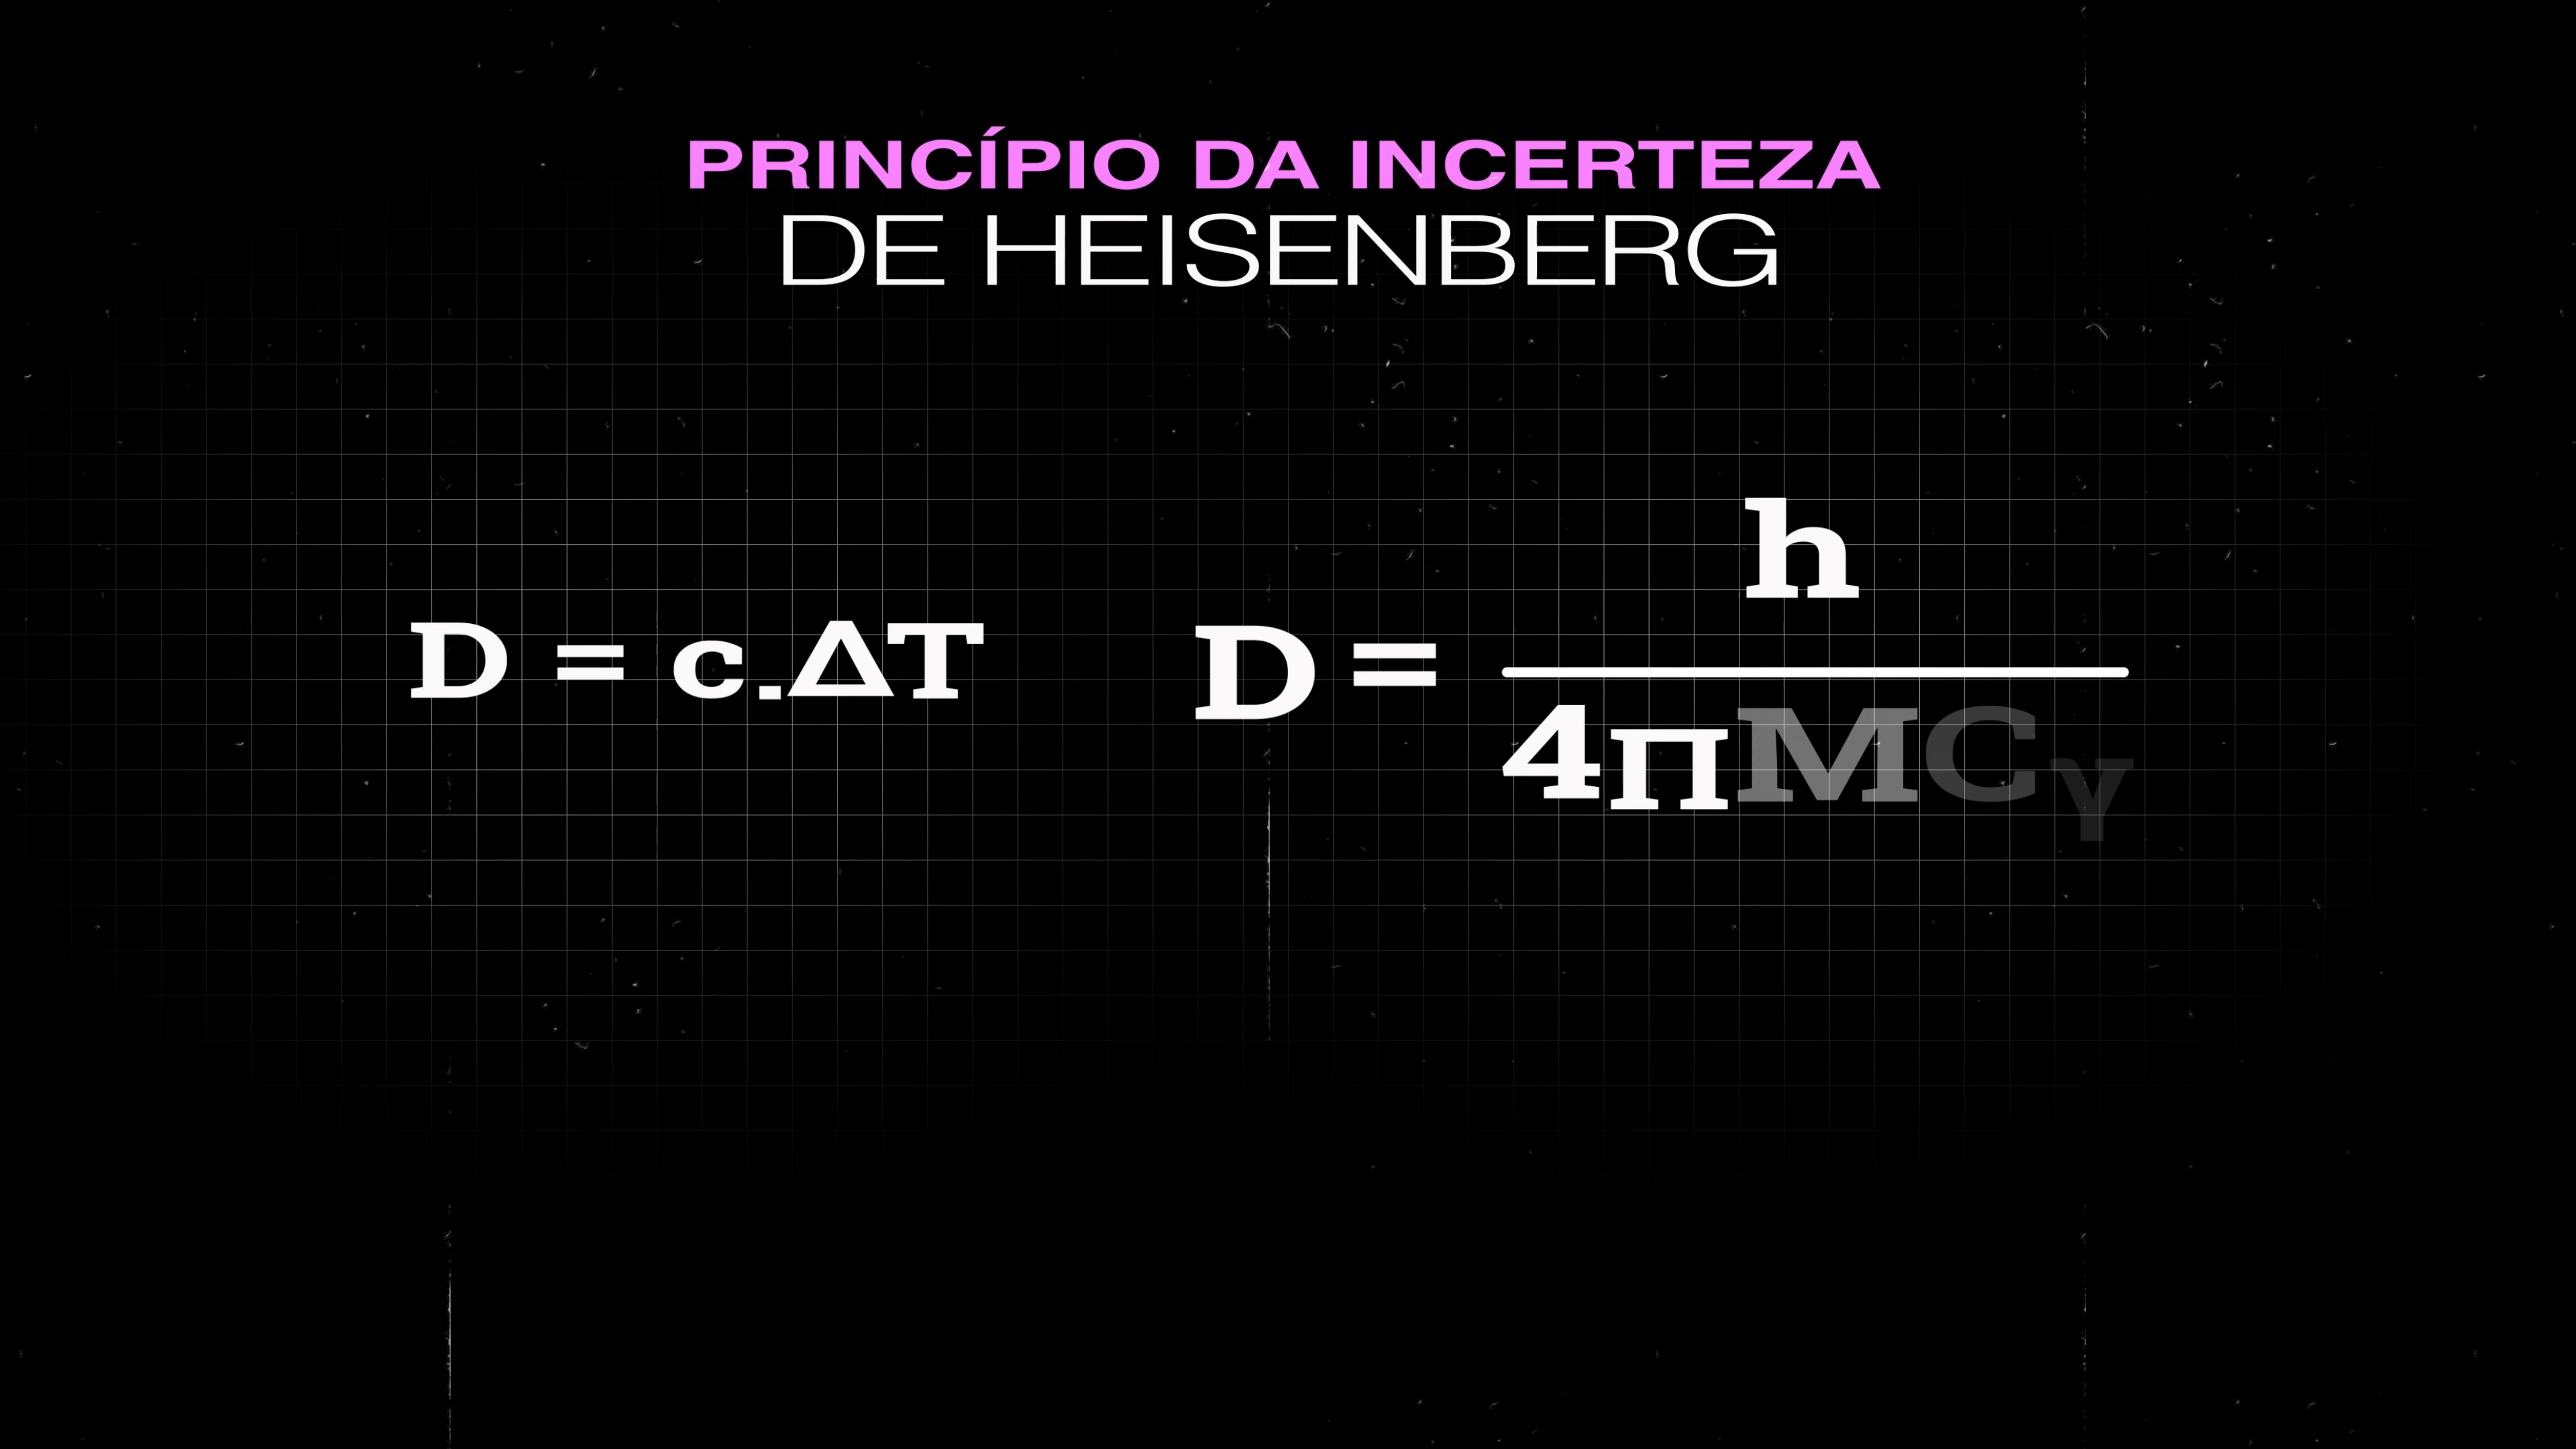 PRINCÍPIO DA INCERTEZA
DE HEISENBERG
D = c.ΔT
D = h
4πMCγ